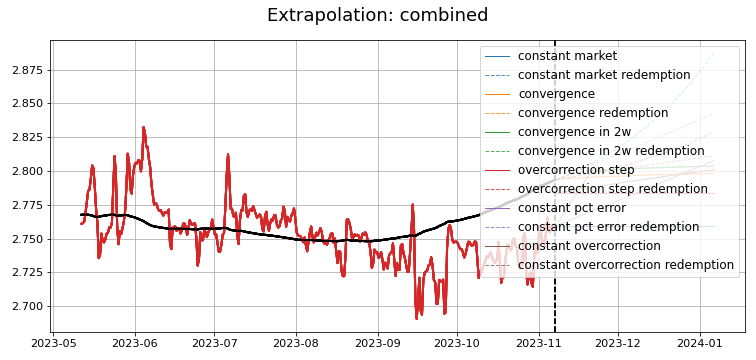 Extrapolation: combined
2.875
2.850
2.825
2.800
2.775
2.750
2.725
2.700
constant market
constant market redemption
convergence
convergence redemption
convergence in 2w
convergence in 2w redemption
overcorrection step
overcorrection step redemption
constant pct error
constant pct error redemption
constant overcorrection
constant overcorrection redemption
2023-05 2023-06 2023-07 2023-08 2023-09 2023-10 2023-11 2023-12 2024-01